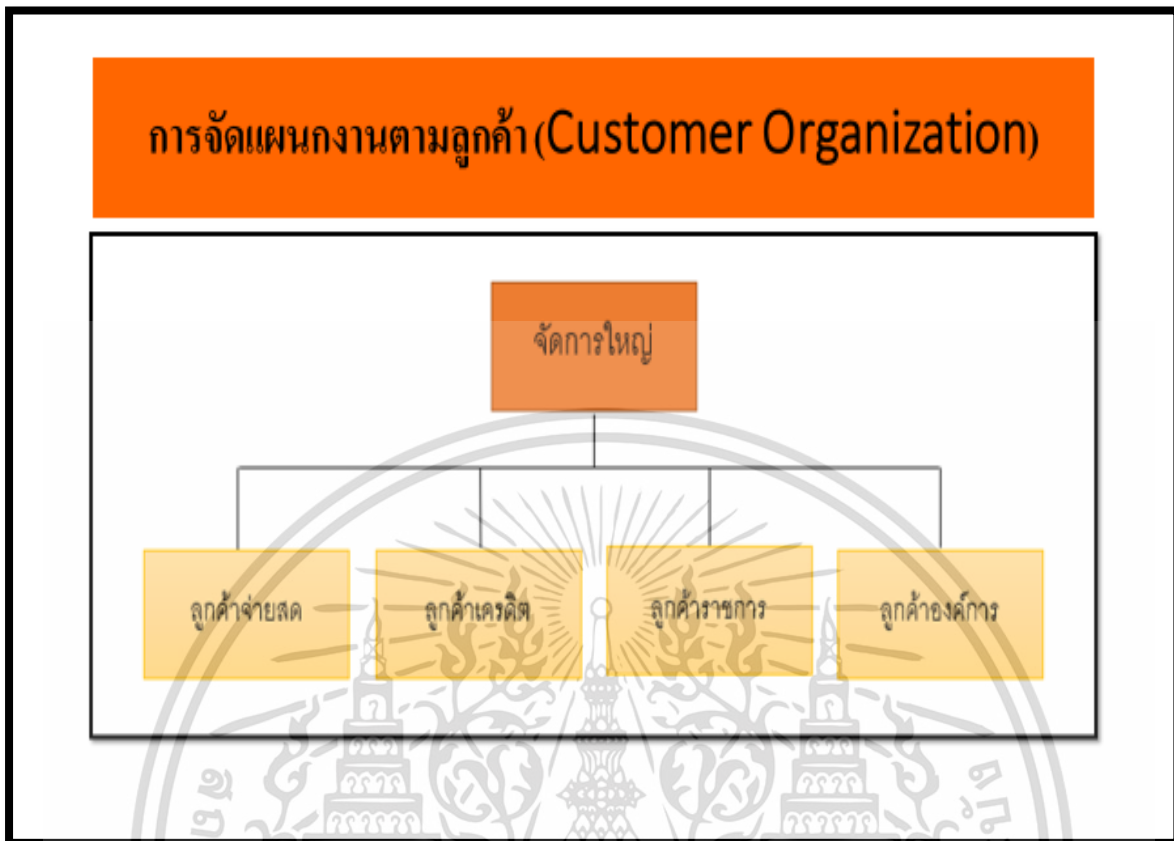 การจัดแผนกงานตามลูกค้า (Customer Organization)
จัดการใหญ่
ลูกค้าจ่ายสด
ลูกค้าเครดิต
ลูกค้าราชการ
ลูกค้าองค์การ